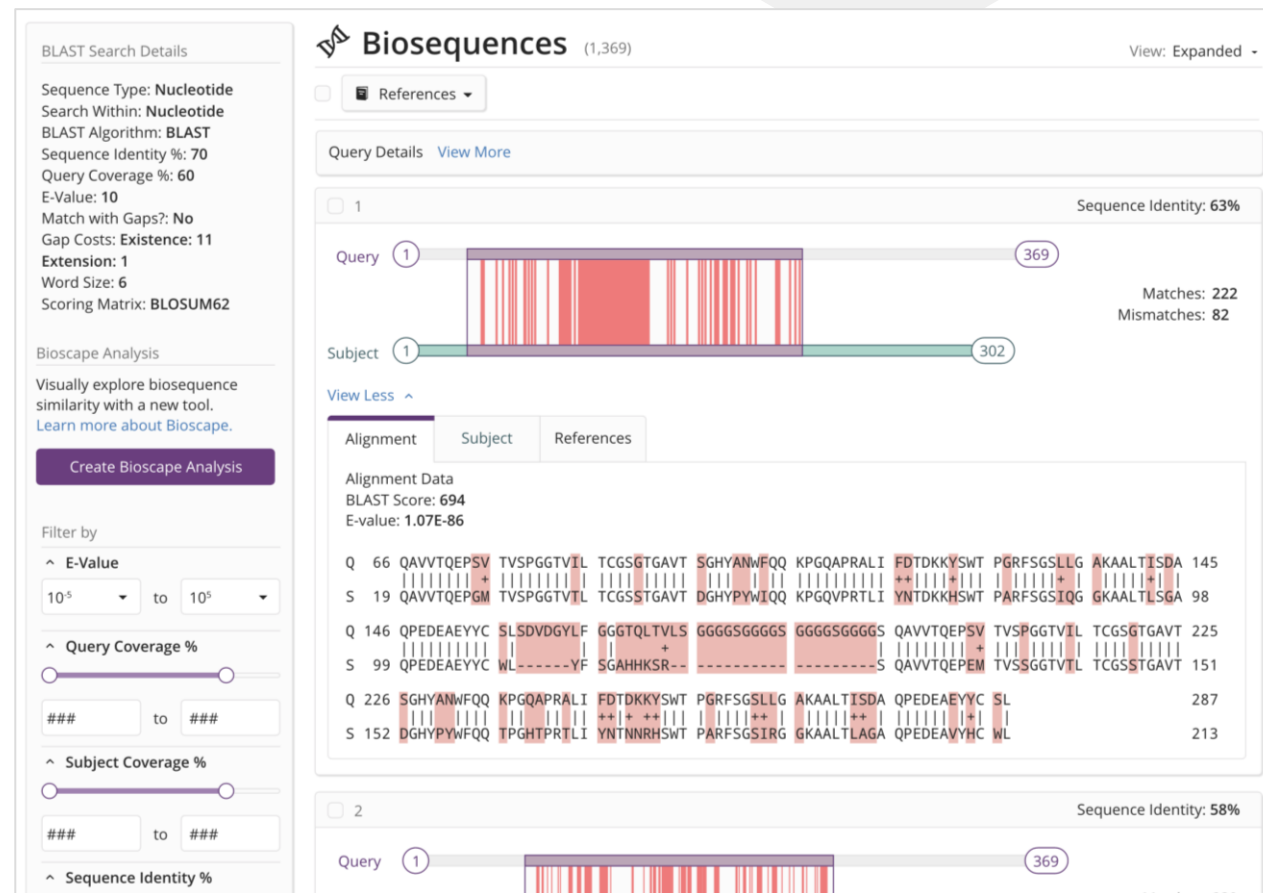 BLAST Search Details
Sequence Type: Nucleotide
Search Within: Nucleotide
BLAST Algorithm: BLAST
Sequence Identity %: 70
Query Coverage %: 60
E-Value: 10
Match with Gaps?: No
Gap Costs: Existence: 11
Extension: 1
Word Size: 6
Scoring Matrix: BLOSUM62
Bioscape Analysis
Visually explore biosequence
similarity with a new tool.
Learn more about Bioscape.
Create Bioscape Analysis
Filter by
E-Value
10⁻⁵ to 10⁵
Query Coverage %
### to ###
Subject Coverage %
### to ###
Sequence Identity %
Biosequences (1,369)
View: Expanded
References
Query Details View More
1 Sequence Identity: 63%
Query 1 369
Matches: 222
Mismatches: 82
Subject 1 302
View Less
Alignment Subject References
Alignment Data
BLAST Score: 694
E-value: 1.07E-86
Q 66 QAVVTQEPSV TVSPGGTVIL TCGSGTGAVT SGHYANWFQQ KPGQAPRALI FDTDKKYSWT PGRFSGSLLG AKAALTISDA 145
S 19 QAVVTQEPGM TVSPGGTVTL TCGSSTGAVT DGHYPYWIQQ KPGQVPRTLI YNTDKKHSWT PARFSGSIQG GKAALTLSGA 98
Q 146 QPEDEAEYYC SLSDVDGYLF GGGTQLTVLS GGGGSGGGGS GGGGSGGGGS QAVVTQEPSV TVSPGGTVIL TCGSGTGAVT 225
S 99 QPEDEAEYYC WL------YF SGAHHKSR-- ---------- ---------S QAVVTQEPEM TVSSGGTVTL TCGSSTGAVT 151
Q 226 SGHYANWFQQ KPGQAPRALI FDTDKKYSWT PGRFSGSLLG AKAALTISDA QPEDEAEYYC SL 287
S 152 DGHYPYWFQQ TPGHTPRTLI YNTNNRHSWT PARFSGSIRG GKAALTLAGA QPEDEAVYHC WL 213
2 Sequence Identity: 58%
Query 1 369